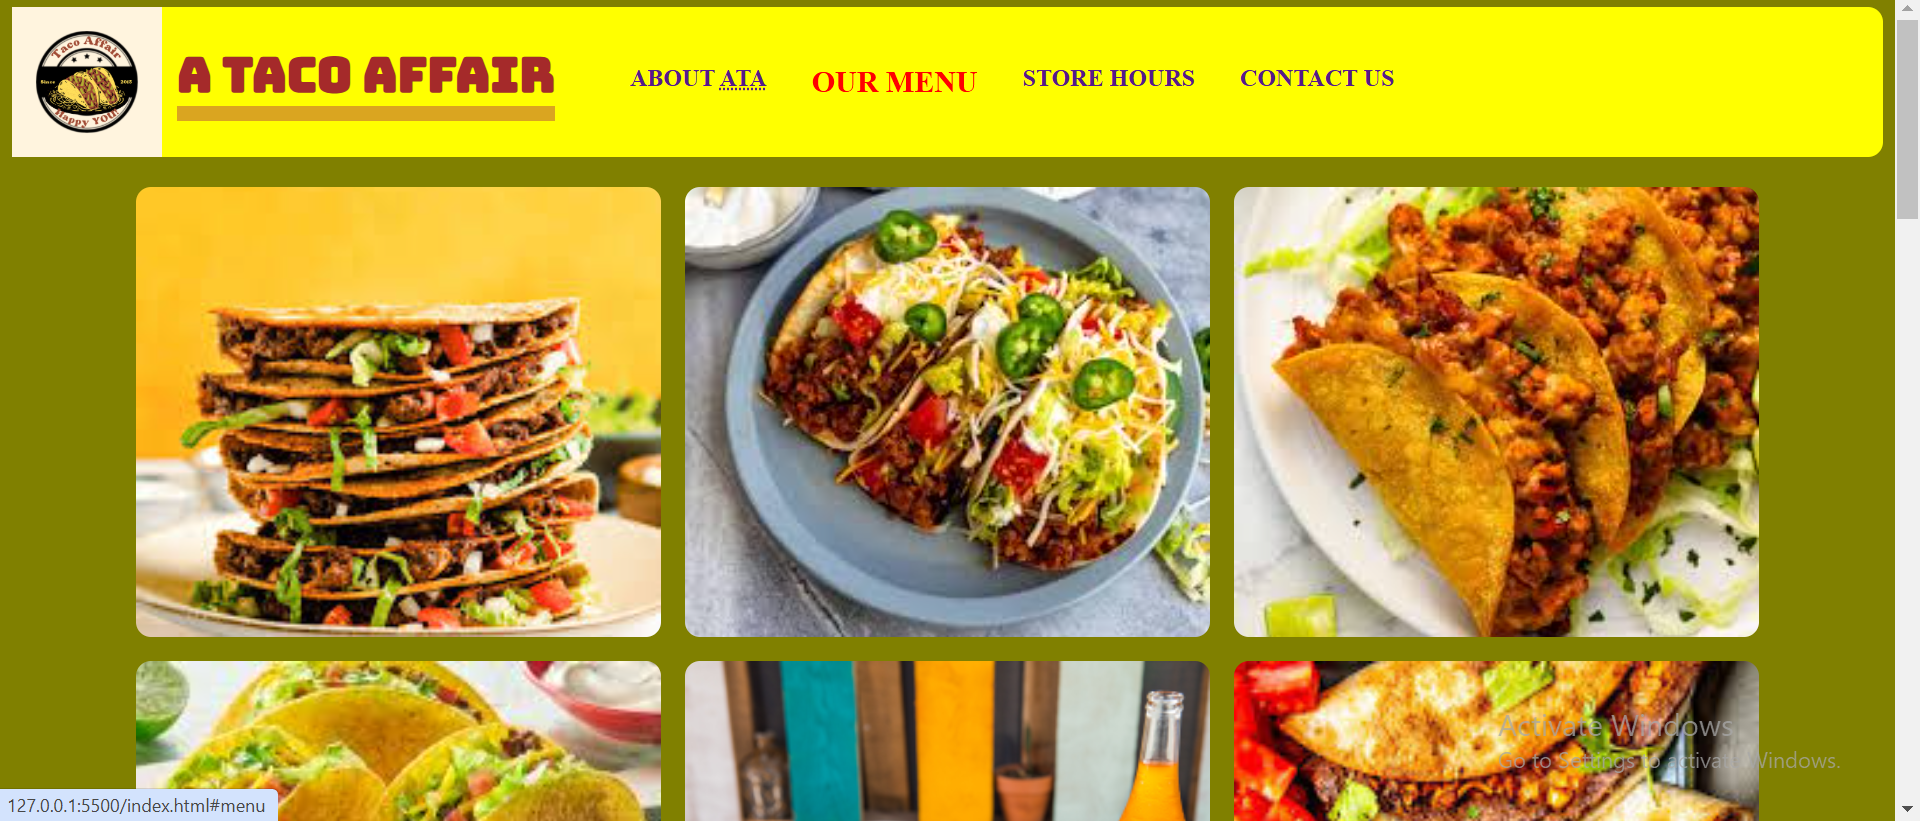 Taco Affair
Since 2018
Happy YOU!
A TACO AFFAIR
ABOUT ATA
OUR MENU
STORE HOURS
CONTACT US
Activate Windows
Go to Settings to activate Windows.
127.0.0.1:5500/index.html#menu